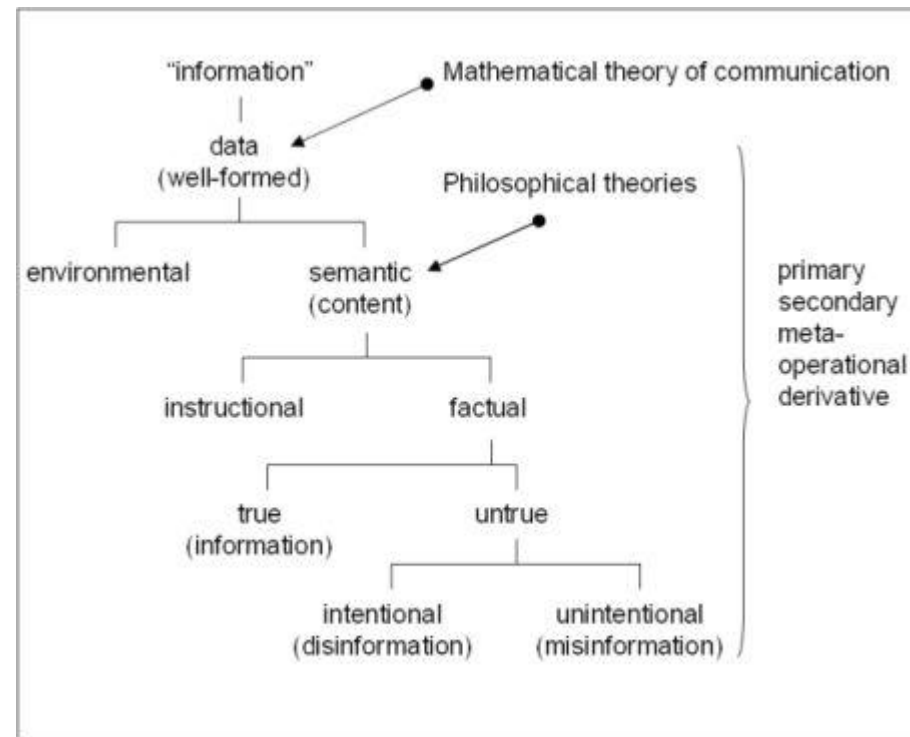 “information”
Mathematical theory of communication
data
(well-formed)
Philosophical theories
environmental
semantic
(content)
primary
secondary
meta-
operational
derivative
instructional
factual
true
(information)
untrue
intentional
(disinformation)
unintentional
(misinformation)